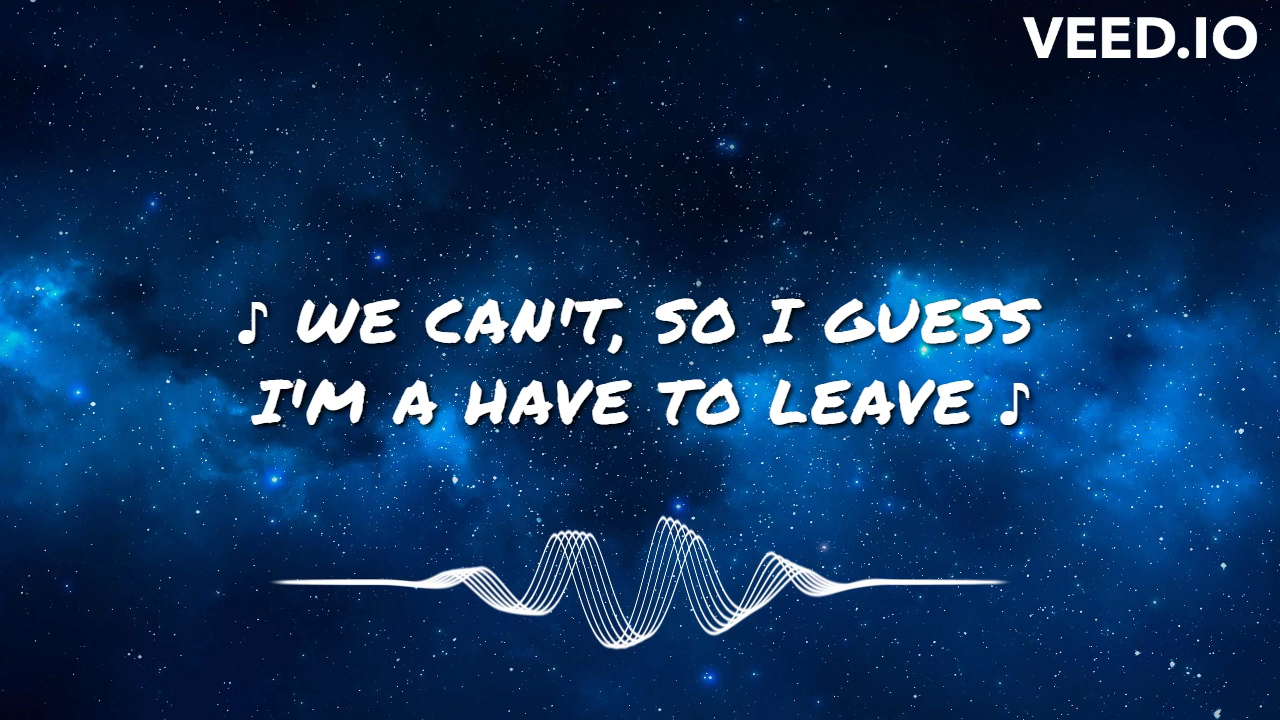 VEED.IO
♪ WE CAN'T, SO I GUESS
I'M A HAVE TO LEAVE ♪